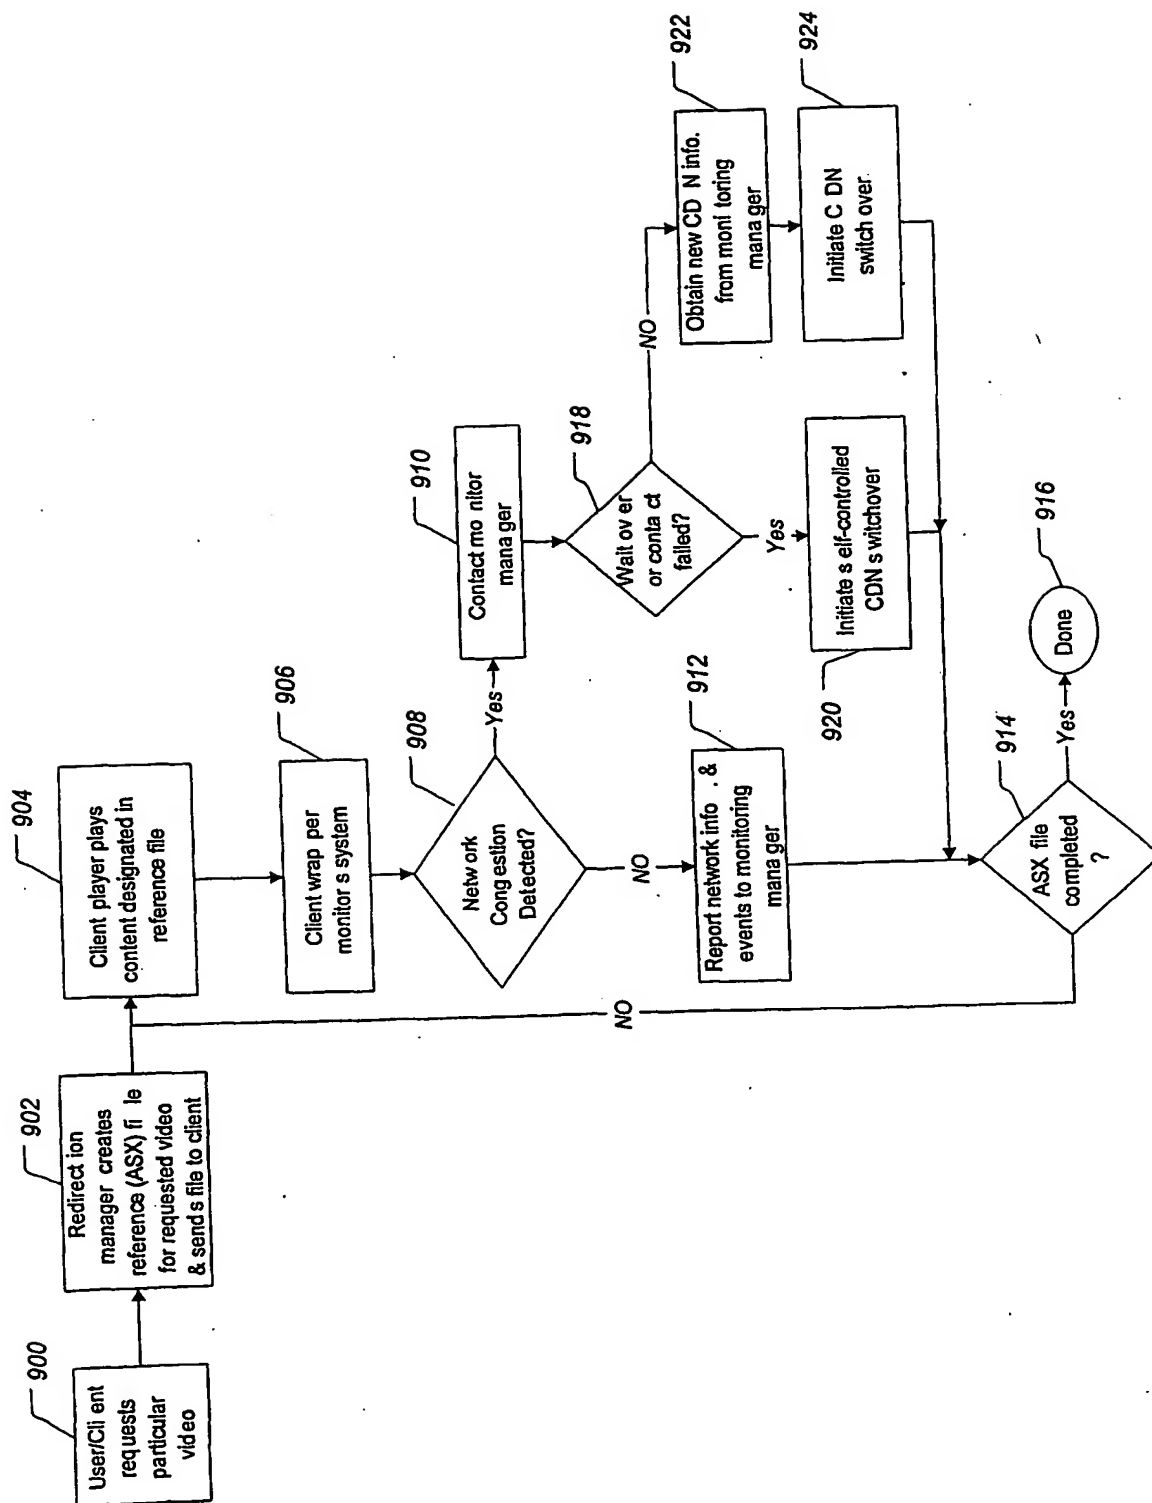 900
User/Cli ent
requests
particular
video
902
Redirect ion
manager creates
reference (ASX) fi le
for requested video
& send s file to client
904
Client player plays
content designated in
reference file
906
Client wrap per
monitor s system
908
Netw ork
Cong estion
Detected?
Yes
NO
910
Contact mo nitor
mana ger
912
Report network info . &
events to monitoring
manager
918
Wait ov er
or conta ct
failed?
NO
Yes
922
Obtain new CD N info.
from moni toring
mana ger
924
Initiate C DN
switch over.
Initiate s elf-controlled
CDN s witchover
920
914
ASX file
completed
?
Yes
NO
916
Done